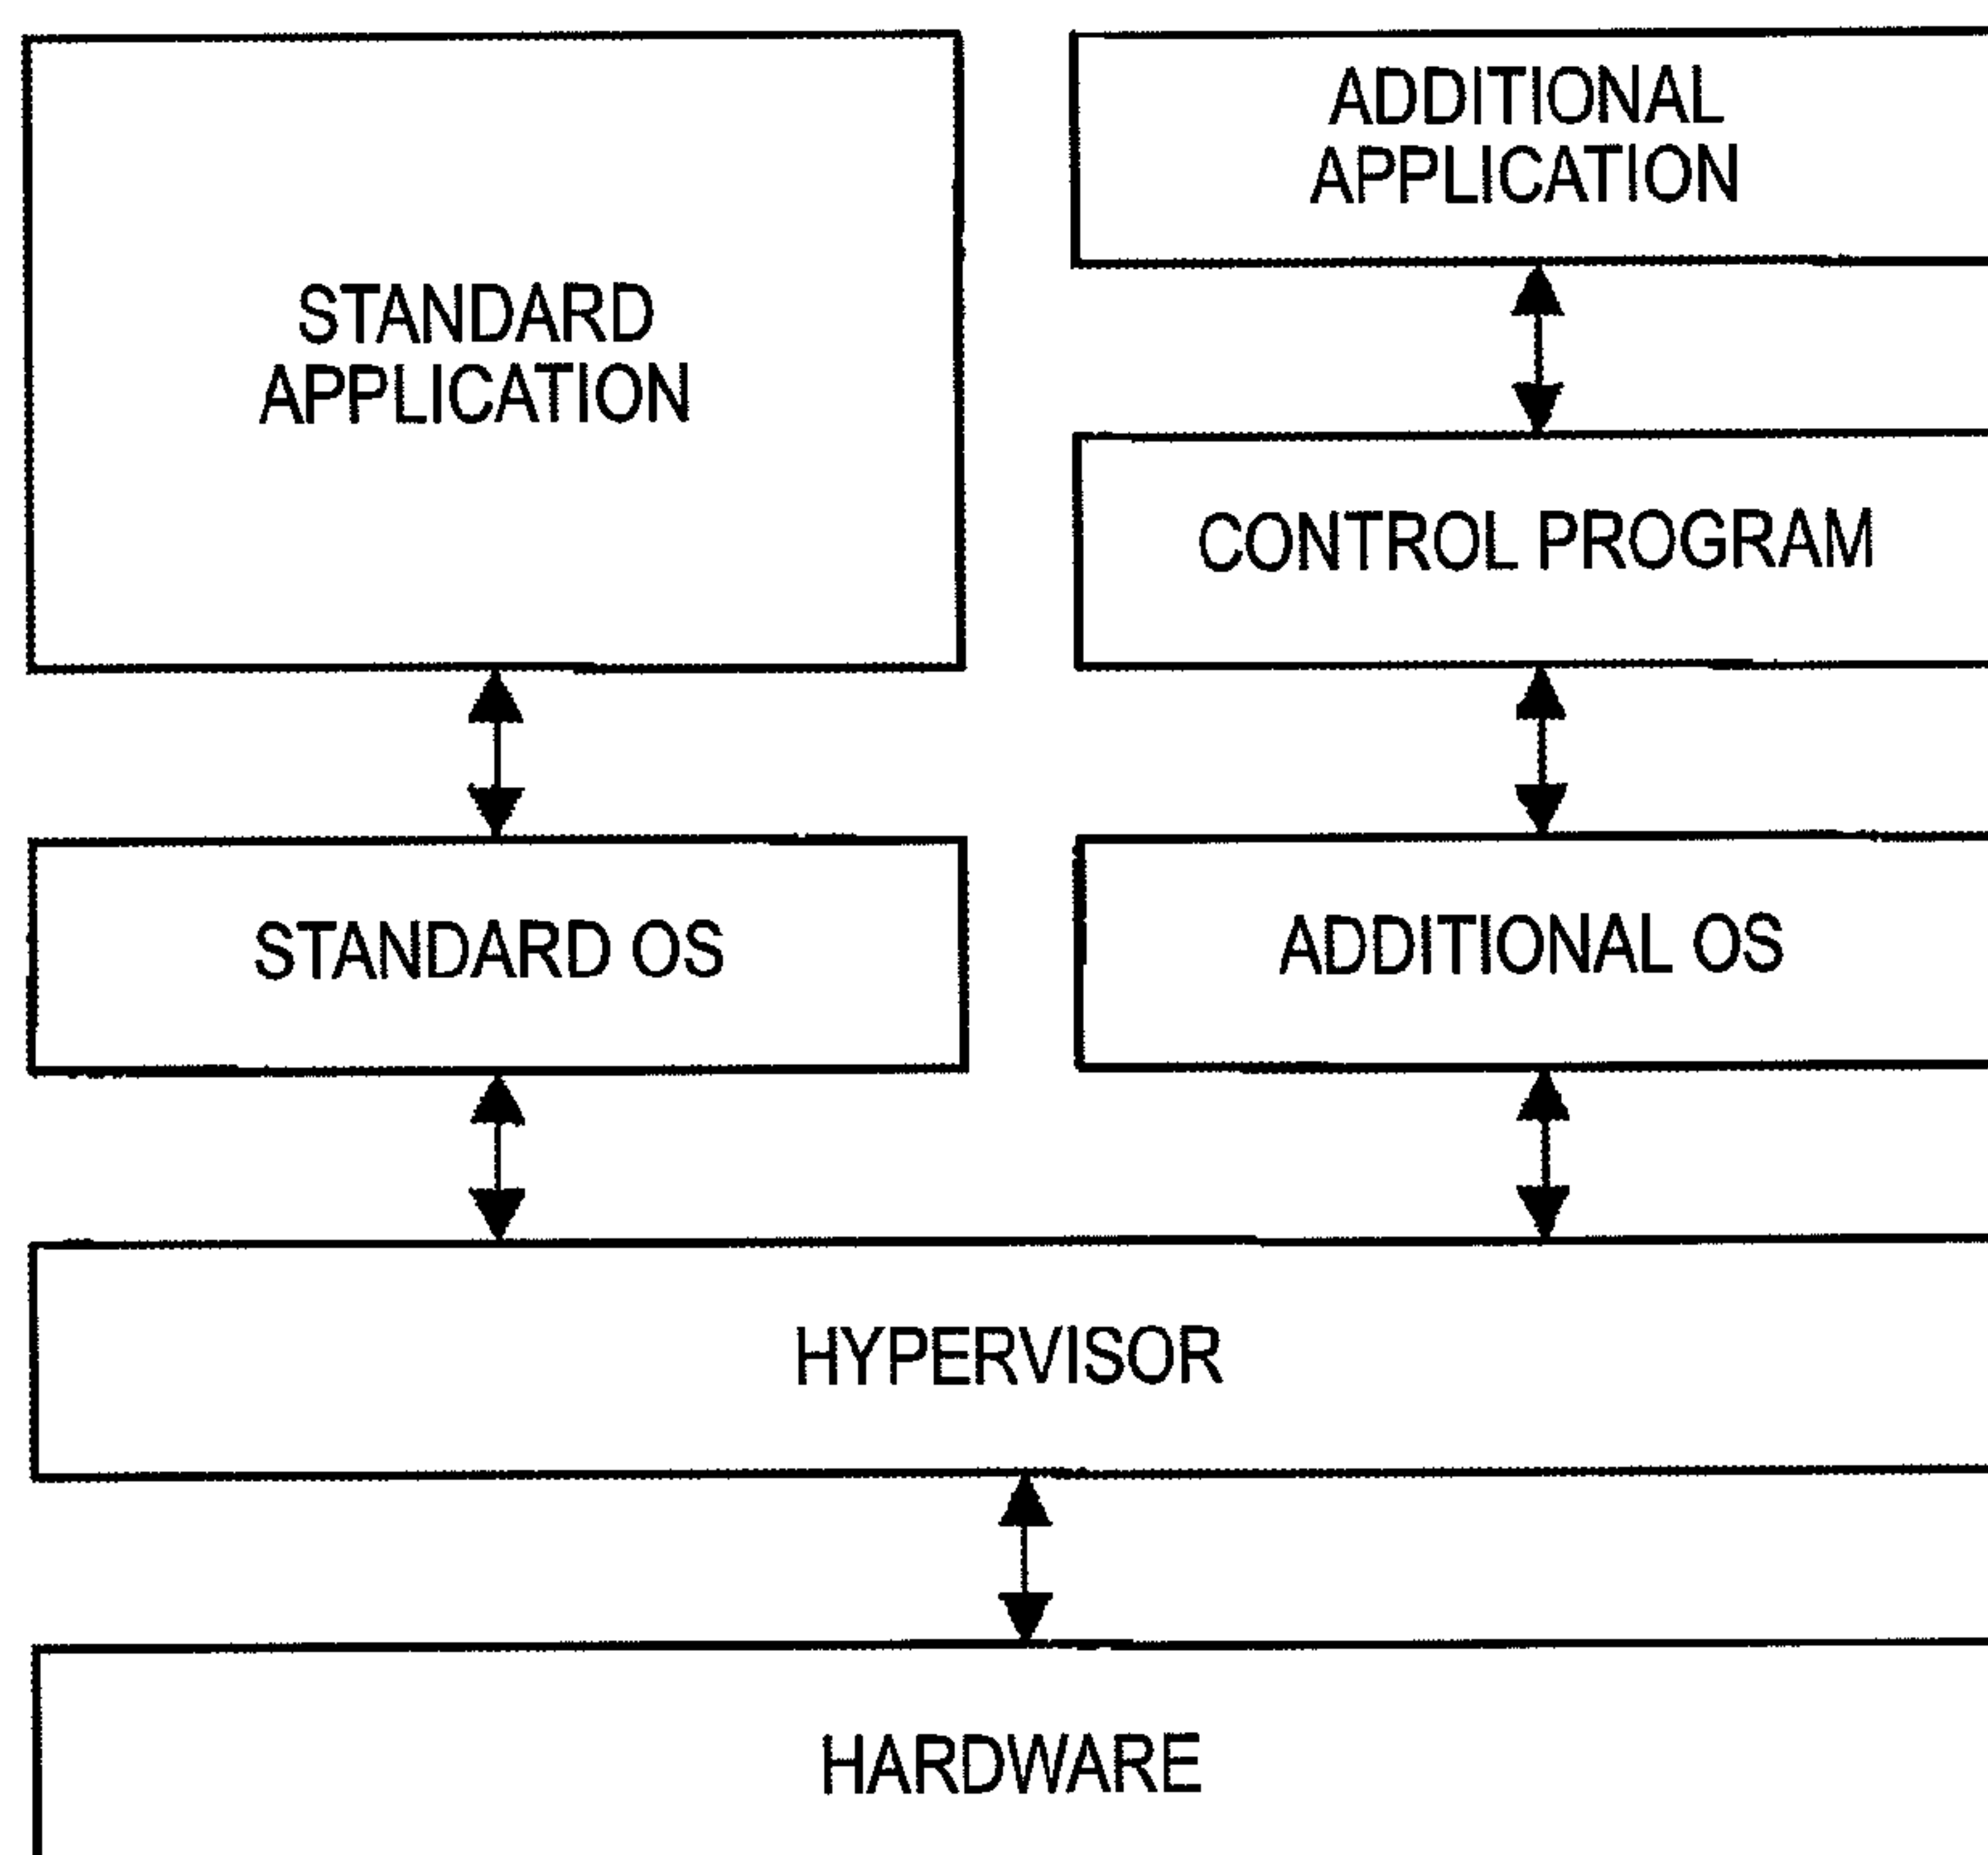 STANDARD
APPLICATION
ADDITIONAL
APPLICATION
CONTROL PROGRAM
STANDARD OS
ADDITIONAL OS
HYPERVISOR
HARDWARE